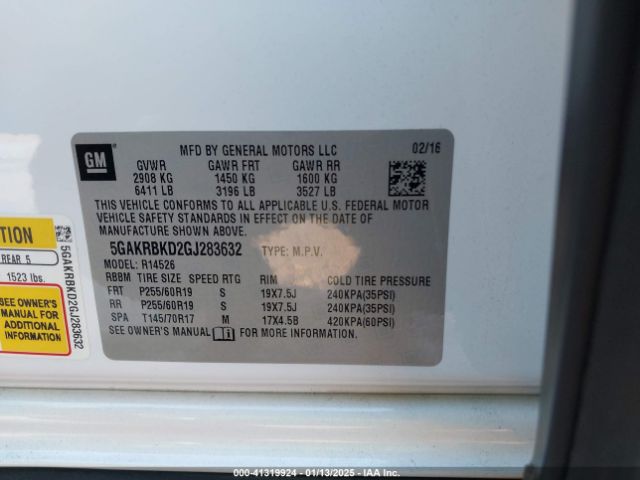 GM
MFD BY GENERAL MOTORS LLC 02/16
GVWR GAWR FRT GAWR RR
2908 KG 1450 KG 1600 KG
6411 LB 3196 LB 3527 LB
THIS VEHICLE CONFORMS TO ALL APPLICABLE U.S. FEDERAL MOTOR
VEHICLE SAFETY STANDARDS IN EFFECT ON THE DATE OF
MANUFACTURE SHOWN ABOVE.
5GAKRBKD2GJ283632 TYPE: M.P.V.
MODEL: R14526
RBBM TIRE SIZE SPEED RTG RIM COLD TIRE PRESSURE
FRT P255/60R19 S 19X7.5J 240KPA(35PSI)
RR P255/60R19 S 19X7.5J 240KPA(35PSI)
SPA T145/70R17 M 17X4.5B 420KPA(60PSI)
SEE OWNER'S MANUAL FOR MORE INFORMATION.
REAR 5
1523 lbs.
SEE OWNER'S
MANUAL FOR
ADDITIONAL
INFORMATION
5GAKRBKD2GJ283632
000-41319924 - 01/13/2025 - IAA Inc.